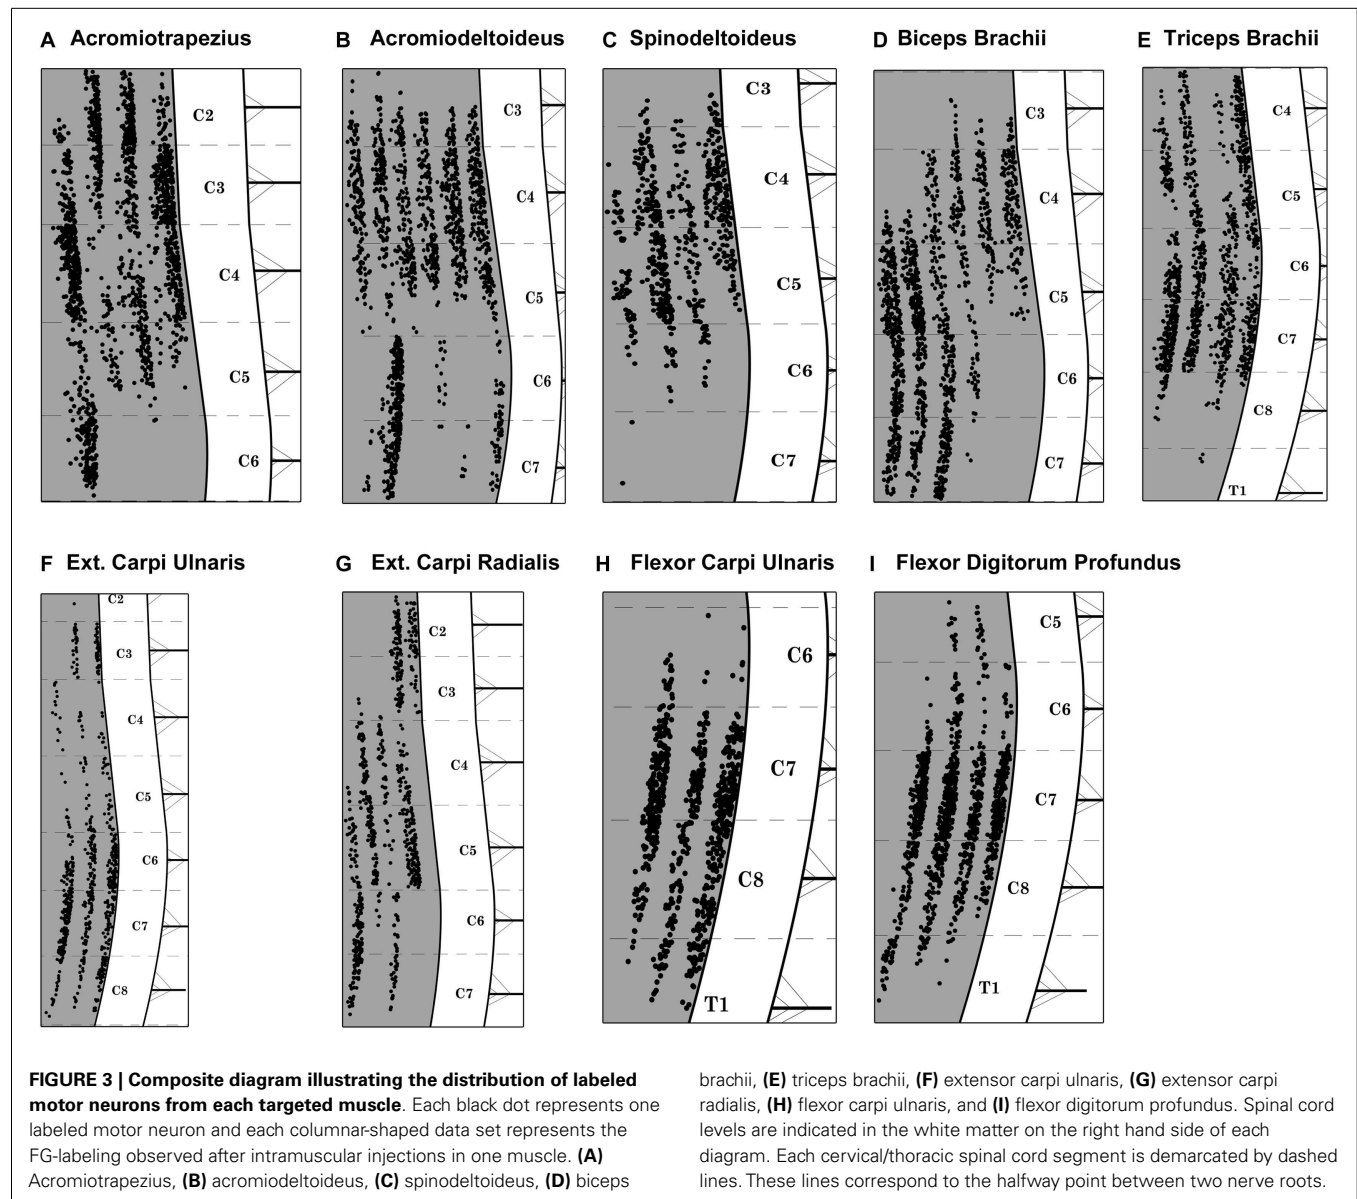 A Acromiotrapezius
B Acromiodeltoideus
C Spinodeltoideus
D Biceps Brachii
E Triceps Brachii
C2
C3
C4
C5
C6
C3
C4
C5
C6
C7
C3
C4
C5
C6
C7
C3
C4
C5
C6
C7
C4
C5
C6
C7
C8
T1
F Ext. Carpi Ulnaris
G Ext. Carpi Radialis
H Flexor Carpi Ulnaris
I Flexor Digitorum Profundus
C2
C3
C4
C5
C6
C7
C8
C2
C3
C4
C5
C6
C7
C6
C7
C8
T1
C5
C6
C7
C8
T1
FIGURE 3 | Composite diagram illustrating the distribution of labeled
motor neurons from each targeted muscle. Each black dot represents one
labeled motor neuron and each columnar-shaped data set represents the
FG-labeling observed after intramuscular injections in one muscle. (A)
Acromiotrapezius, (B) acromiodeltoideus, (C) spinodeltoideus, (D) biceps
brachii, (E) triceps brachii, (F) extensor carpi ulnaris, (G) extensor carpi
radialis, (H) flexor carpi ulnaris, and (I) flexor digitorum profundus. Spinal cord
levels are indicated in the white matter on the right hand side of each
diagram. Each cervical/thoracic spinal cord segment is demarcated by dashed
lines. These lines correspond to the halfway point between two nerve roots.